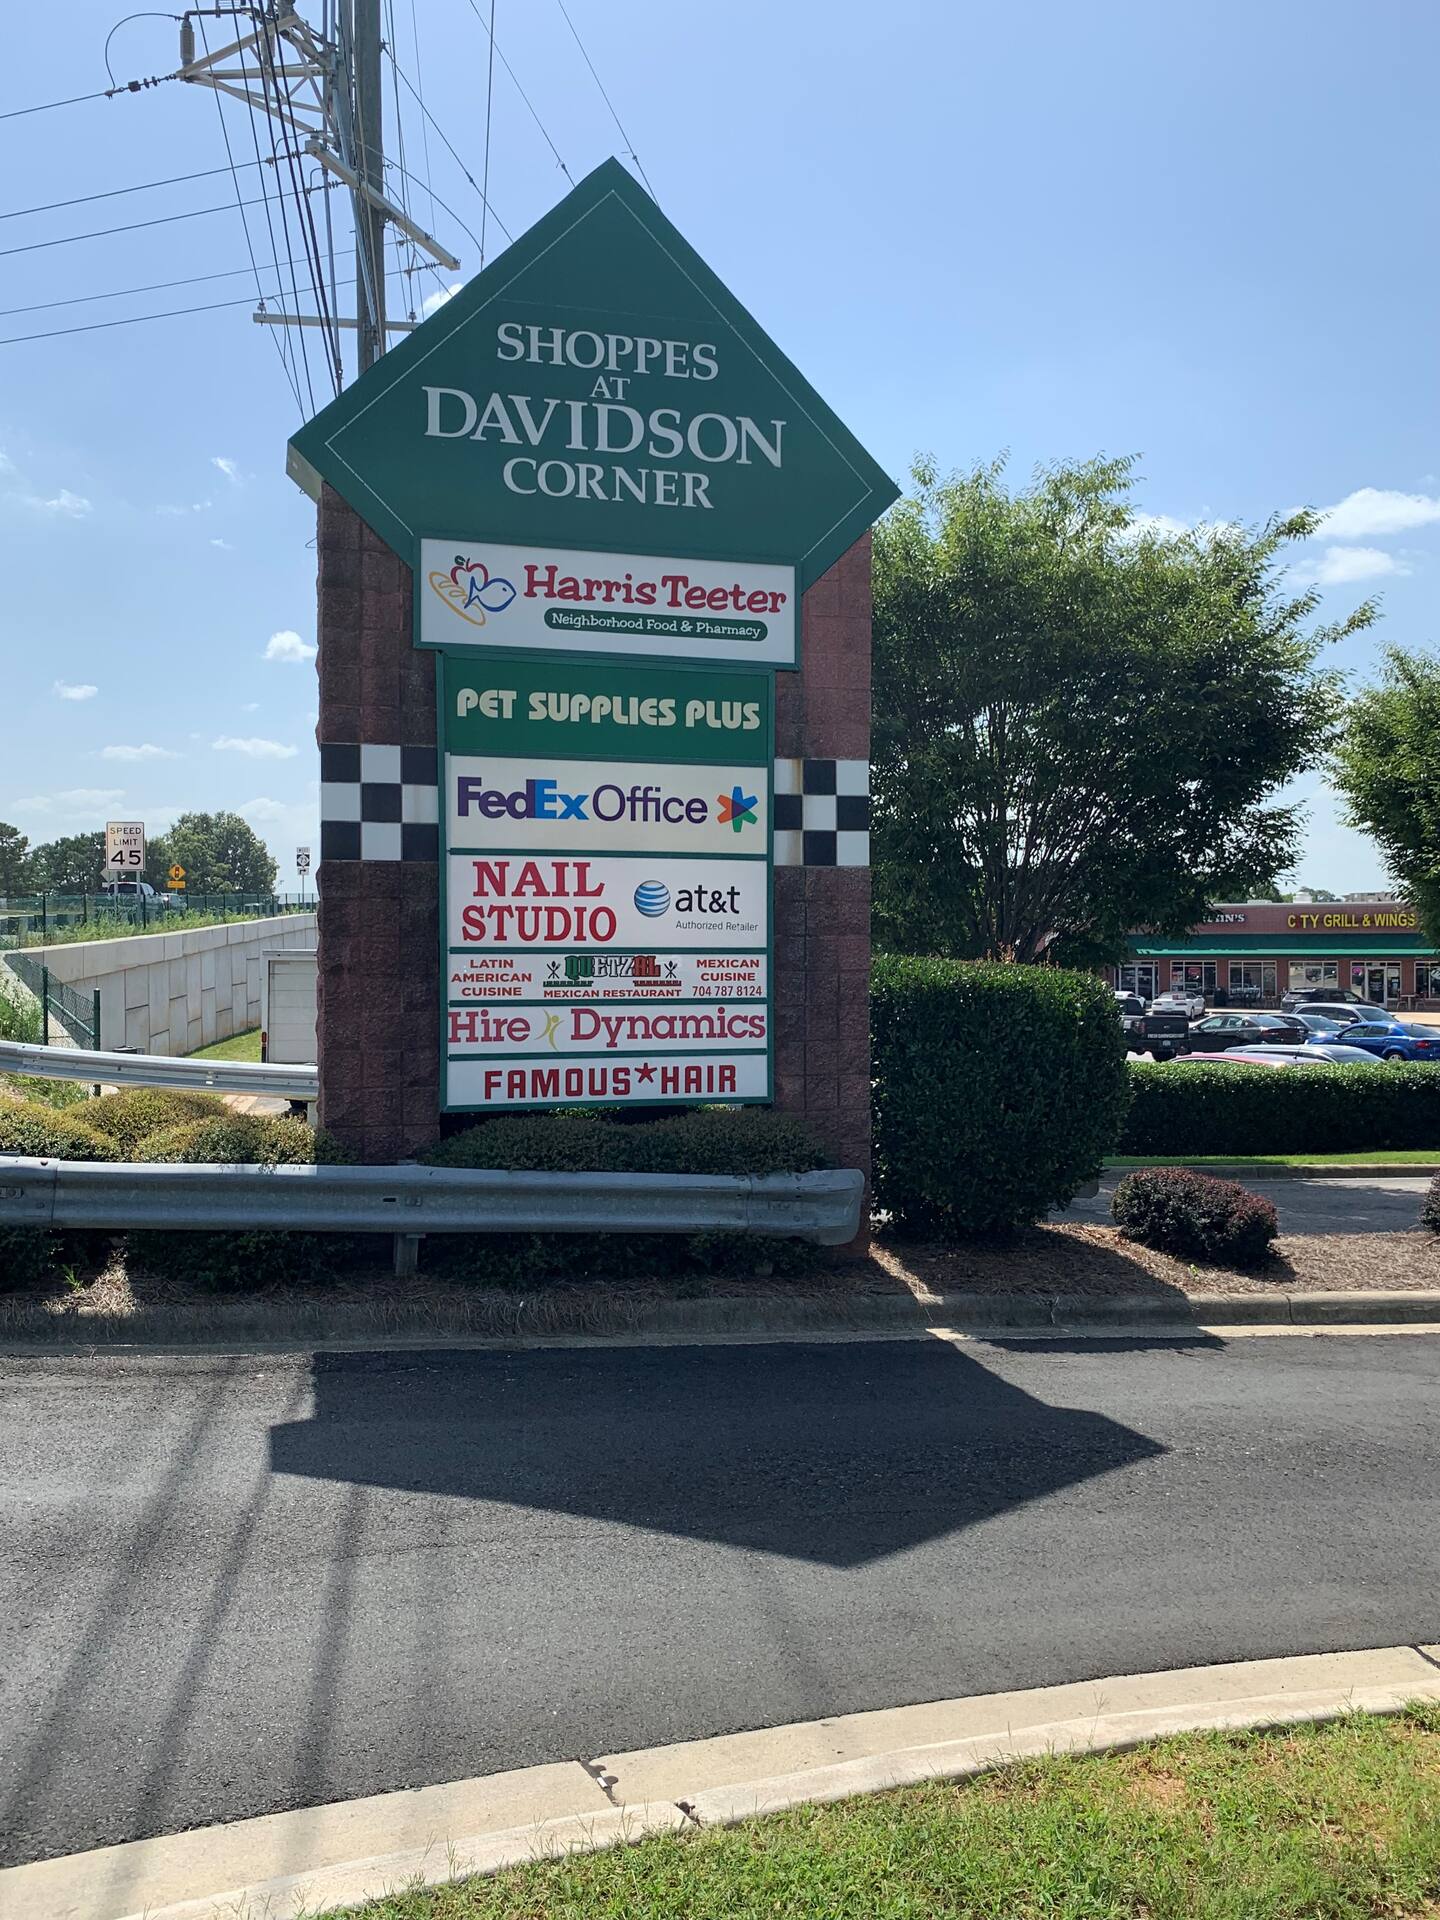 SHOPPES
AT
DAVIDSON
CORNER
Harris Teeter
Neighborhood Food & Pharmacy
PET SUPPLIES PLUS
FedEx Office
NAIL
STUDIO
at&t
Authorized Retailer
LATIN
AMERICAN
CUISINE
QUETZAL
MEXICAN RESTAURANT
MEXICAN
CUISINE
704 787 8124
Hire Dynamics
FAMOUS*HAIR
SPEED
LIMIT
45
C TY GRILL & WINGS